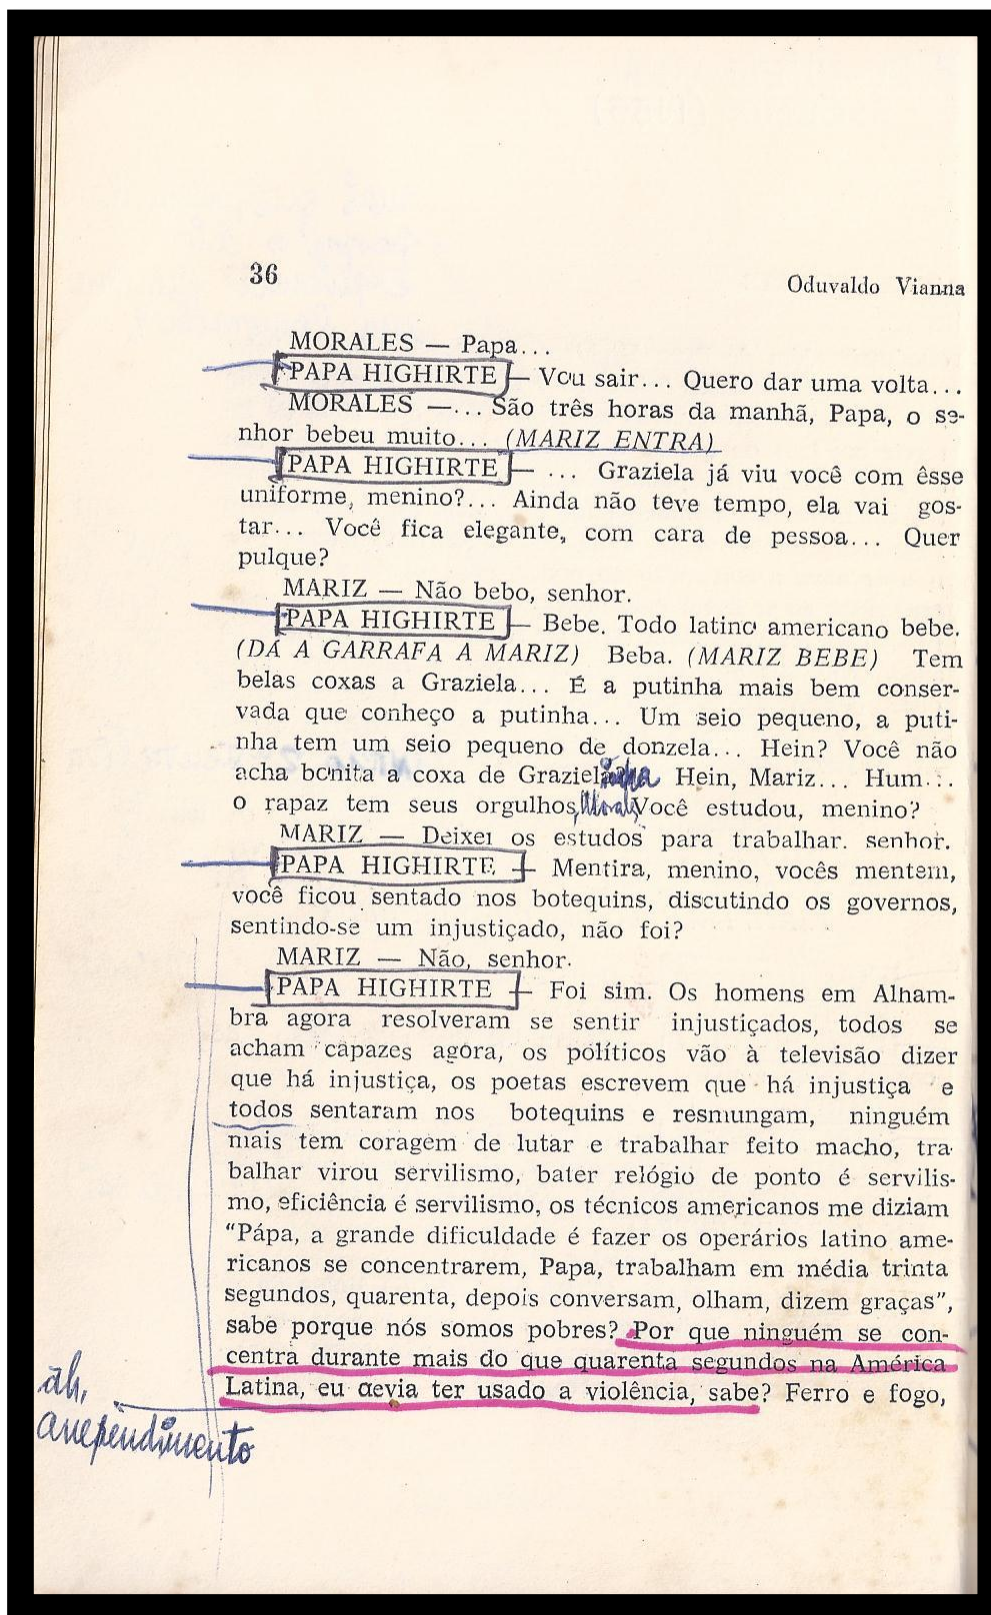 36
Oduvaldo Vianna
MORALES — Papa...
PAPA HIGHIRTE — Vou sair... Quero dar uma volta...
MORALES —... São três horas da manhã, Papa, o se-
nhor bebeu muito... (MARIZ ENTRA)
PAPA HIGHIRTE — ... Graziela já viu você com êsse
uniforme, menino?... Ainda não teve tempo, ela vai gos-
tar... Você fica elegante, com cara de pessoa... Quer
pulque?
MARIZ — Não bebo, senhor.
PAPA HIGHIRTE — Bebe. Todo latino americano bebe.
(DÁ A GARRAFA A MARIZ) Beba. (MARIZ BEBE) Tem
belas coxas a Graziela... É a putinha mais bem conser-
vada que conheço a putinha... Um seio pequeno, a puti-
nha tem um seio pequeno de donzela... Hein? Você não
acha bonita a coxa de Grazielinha Hein, Mariz... Hum...
o rapaz tem seus orgulhos, Você estudou, menino?
MARIZ — Deixei os estudos para trabalhar. senhor.
PAPA HIGHIRTE — Mentira, menino, vocês mentem,
você ficou sentado nos botequins, discutindo os governos,
sentindo-se um injustiçado, não foi?
MARIZ — Não, senhor.
PAPA HIGHIRTE — Foi sim. Os homens em Alham-
bra agora resolveram se sentir injustiçados, todos se
acham capazes agora, os políticos vão à televisão dizer
que há injustiça, os poetas escrevem que há injustiça e
todos sentaram nos botequins e resmungam, ninguém
mais tem coragem de lutar e trabalhar feito macho, tra-
balhar virou servilismo, bater relógio de ponto é servilis-
mo, eficiência é servilismo, os técnicos americanos me diziam
"Pápa, a grande dificuldade é fazer os operários latino ame-
ricanos se concentrarem, Papa, trabalham em média trinta
segundos, quarenta, depois conversam, olham, dizem graças",
sabe porque nós somos pobres? Por que ninguém se con-
centra durante mais do que quarenta segundos na América
Latina, eu devia ter usado a violência, sabe? Ferro e fogo,
ah,
arrependimento